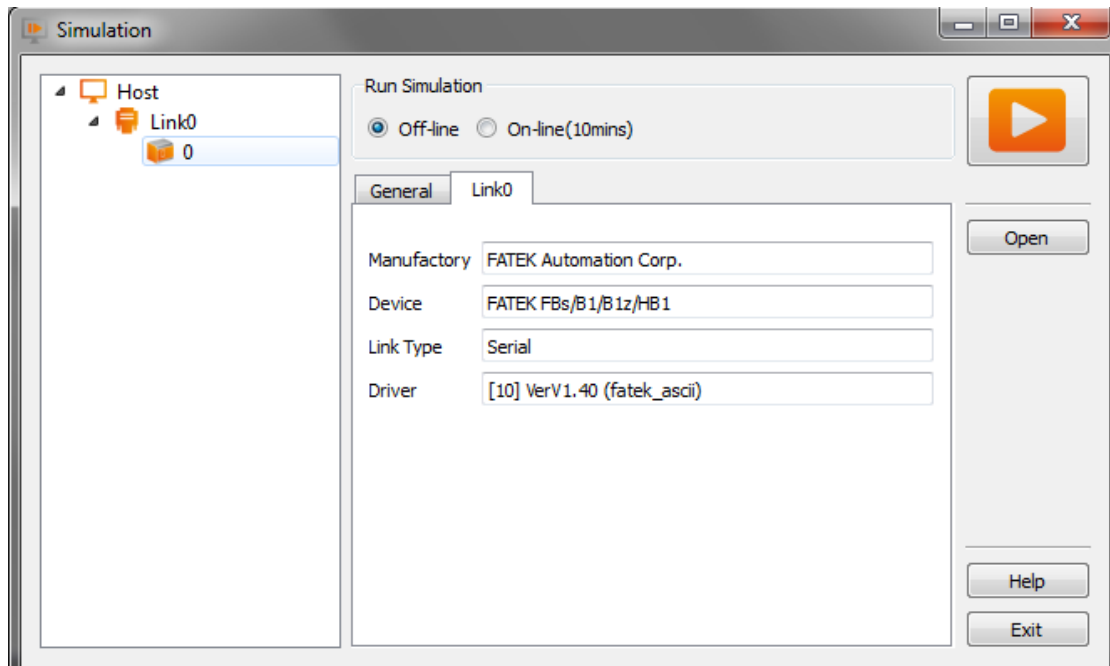 Simulation
Host
Link0
0
Run Simulation
Off-line On-line(10mins)
General Link0
Manufactory FATEK Automation Corp.
Device FATEK FBs/B1/B1z/HB1
Link Type Serial
Driver [10] VerV1.40 (fatek_ascii)
Open
Help
Exit